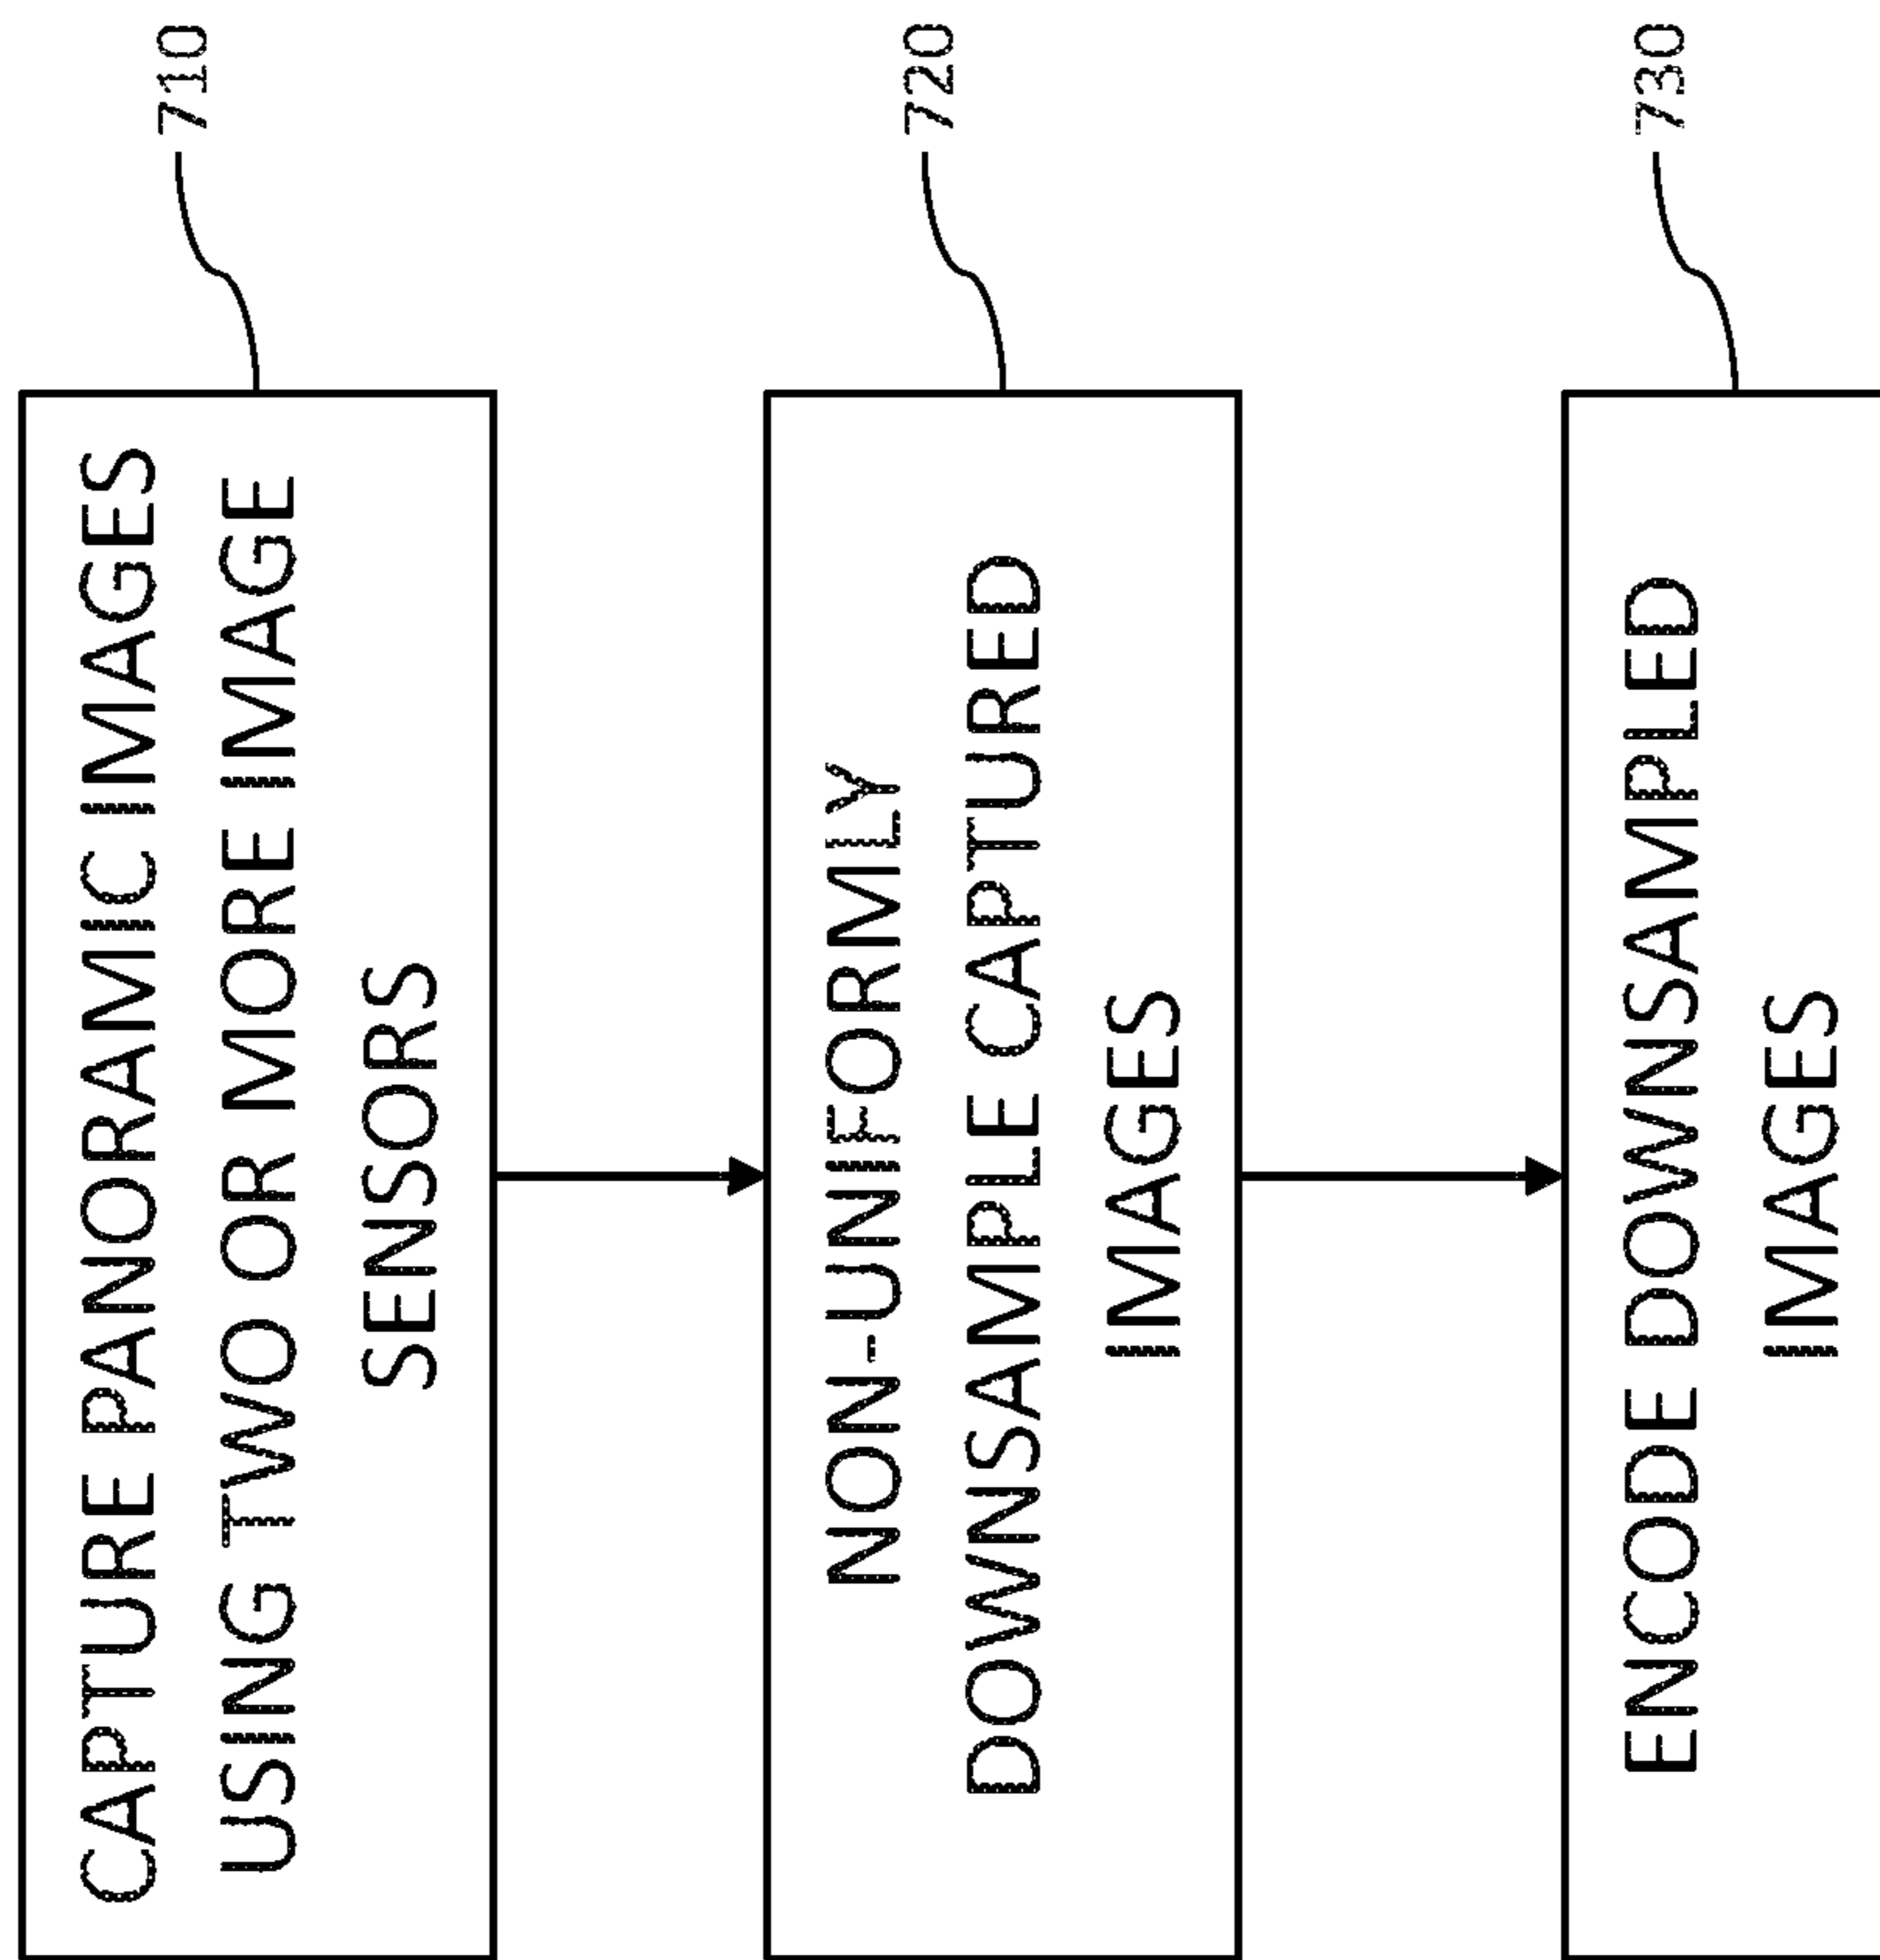 CAPTURE PANORAMIC IMAGES
USING TWO OR MORE IMAGE
SENSORS
710
NON-UNIFORMLY
DOWNSAMPLE CAPTURED
IMAGES
720
ENCODE DOWNSAMPLED
IMAGES
730